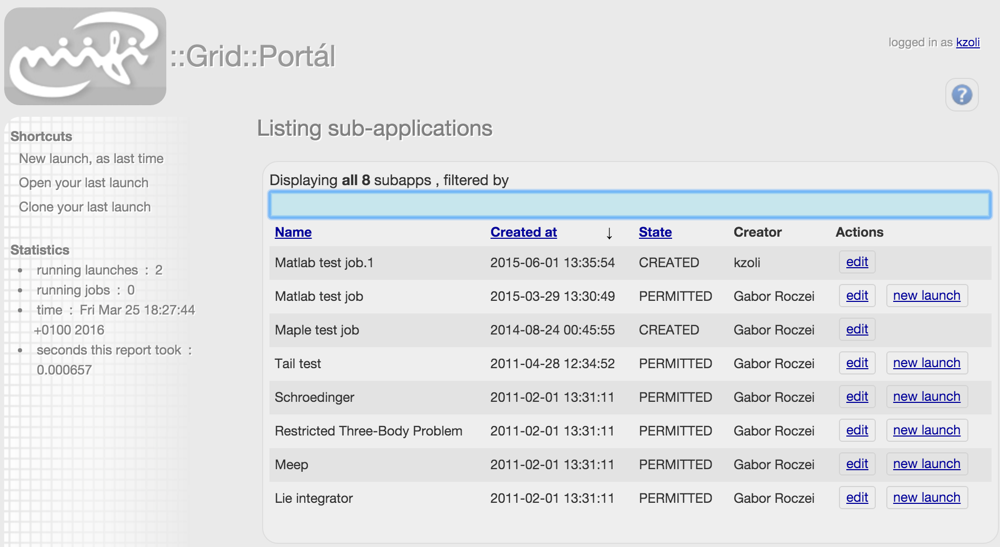 niifi
::Grid::Portál
logged in as kzoli
?
Shortcuts
New launch, as last time
Open your last launch
Clone your last launch
Statistics
• running launches : 2
• running jobs : 0
• time : Fri Mar 25 18:27:44
+0100 2016
• seconds this report took :
0.000657
Listing sub-applications
Displaying all 8 subapps , filtered by
Name Created at ↓ State Creator Actions
Matlab test job.1 2015-06-01 13:35:54 CREATED kzoli edit
Matlab test job 2015-03-29 13:30:49 PERMITTED Gabor Roczei edit new launch
Maple test job 2014-08-24 00:45:55 CREATED Gabor Roczei edit
Tail test 2011-04-28 12:34:52 PERMITTED Gabor Roczei edit new launch
Schroedinger 2011-02-01 13:31:11 PERMITTED Gabor Roczei edit new launch
Restricted Three-Body Problem 2011-02-01 13:31:11 PERMITTED Gabor Roczei edit new launch
Meep 2011-02-01 13:31:11 PERMITTED Gabor Roczei edit new launch
Lie integrator 2011-02-01 13:31:11 PERMITTED Gabor Roczei edit new launch